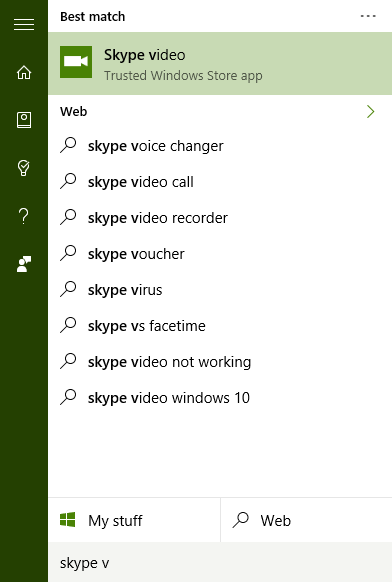 Best match
Skype video
Trusted Windows Store app
Web
skype voice changer
skype video call
skype video recorder
skype voucher
skype virus
skype vs facetime
skype video not working
skype video windows 10
My stuff
Web
skype v